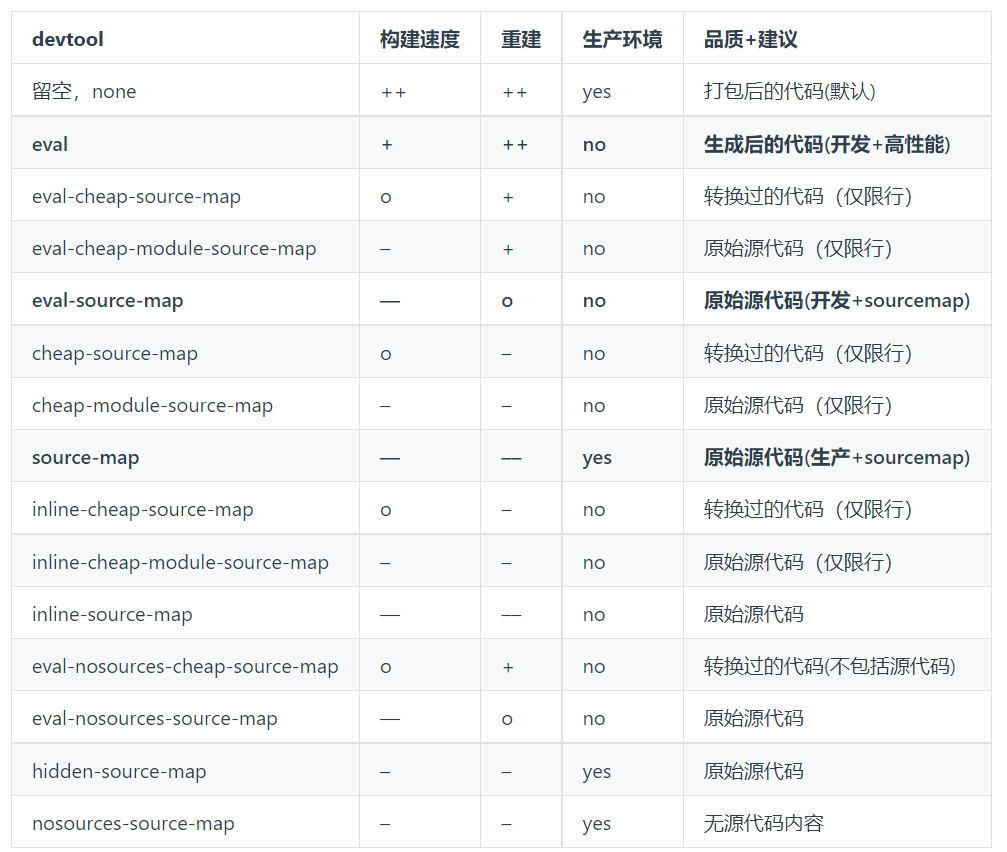 devtool 构建速度 重建 生产环境 品质+建议
留空，none ++ ++ yes 打包后的代码(默认)
eval + ++ no 生成后的代码(开发+高性能)
eval-cheap-source-map o + no 转换过的代码（仅限行）
eval-cheap-module-source-map – + no 原始源代码（仅限行）
eval-source-map — o no 原始源代码(开发+sourcemap)
cheap-source-map o – no 转换过的代码（仅限行）
cheap-module-source-map – – no 原始源代码（仅限行）
source-map — — yes 原始源代码(生产+sourcemap)
inline-cheap-source-map o – no 转换过的代码（仅限行）
inline-cheap-module-source-map – – no 原始源代码（仅限行）
inline-source-map — — no 原始源代码
eval-nosources-cheap-source-map o + no 转换过的代码(不包括源代码)
eval-nosources-source-map — o no 原始源代码
hidden-source-map – – yes 原始源代码
nosources-source-map – – yes 无源代码内容